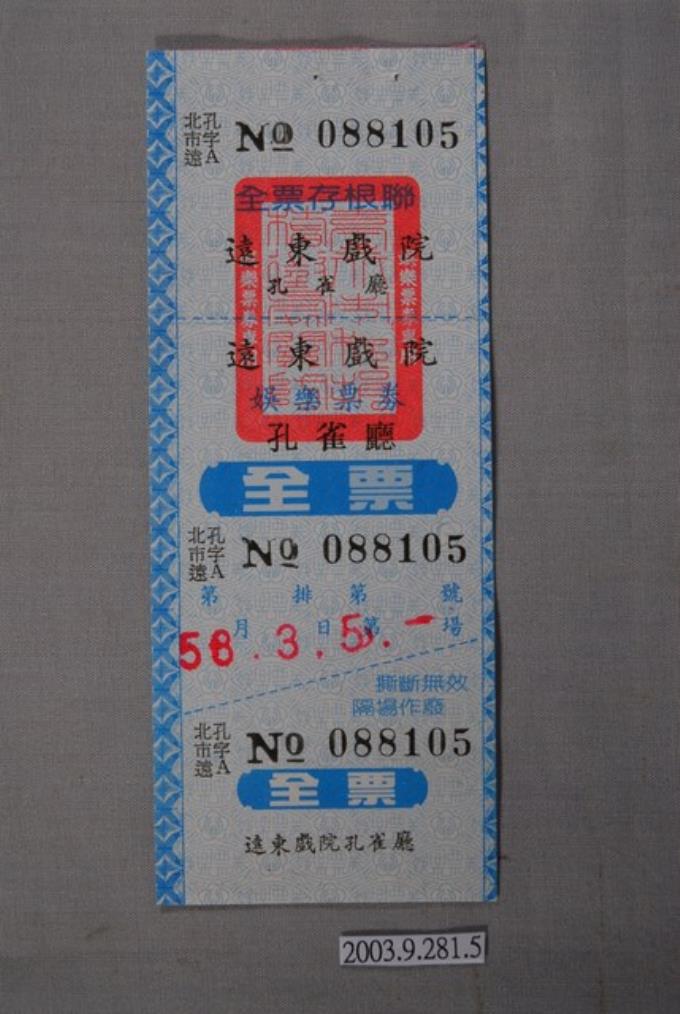 北市遠 孔字A № 088105
全票存根聯
遠東戲院
孔雀廳
遠東戲院
娛樂票券
孔雀廳
全票
北市遠 孔字A № 088105
第 排 第 號
月 日 第 場
58.3.5.一
撕斷無效
隔場作廢
北市遠 孔字A № 088105
全票
遠東戲院孔雀廳
2003.9.281.5